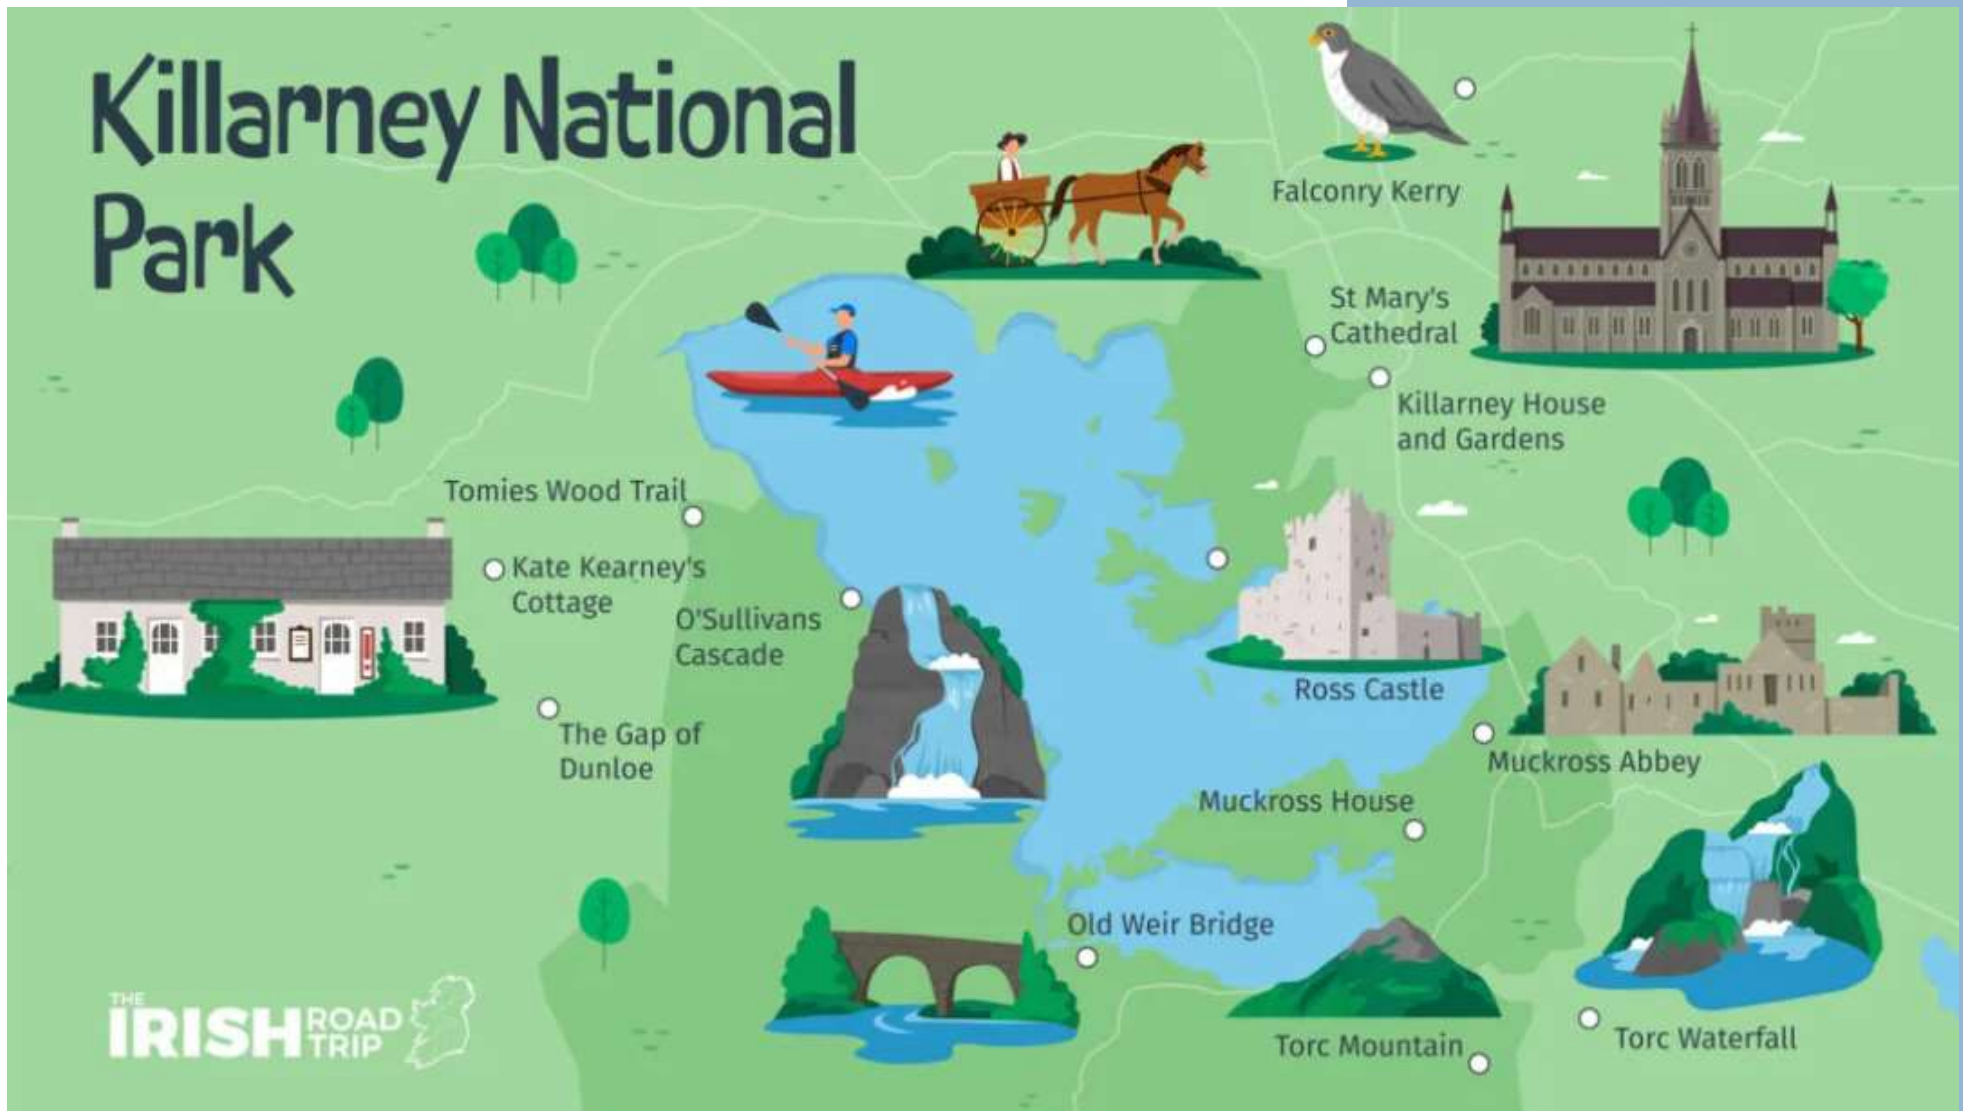 Killarney National
Park
Falconry Kerry
St Mary's
Cathedral
Killarney House
and Gardens
Tomies Wood Trail
Kate Kearney's
Cottage
O'Sullivans
Cascade
Ross Castle
The Gap of
Dunloe
Muckross Abbey
Muckross House
Old Weir Bridge
Torc Mountain
Torc Waterfall
THE
IRISH ROAD
TRIP